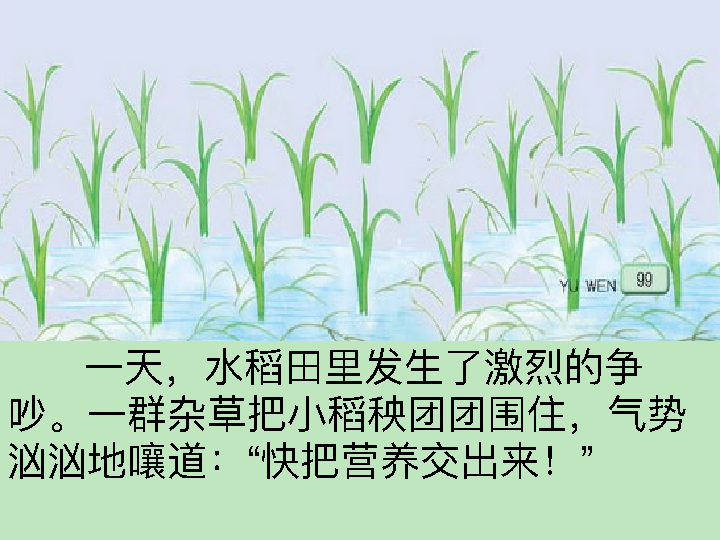 YU WEN 99
一天，水稻田里发生了激烈的争
吵。一群杂草把小稻秧团团围住，气势
汹汹地嚷道：“快把营养交出来！”